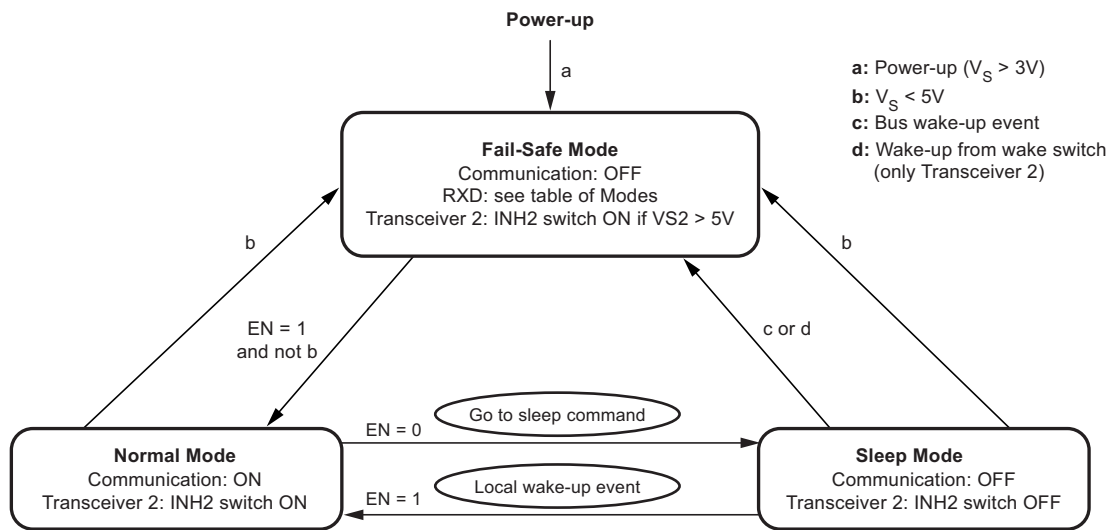 Power-up
a
a: Power-up (V_S > 3V)
b: V_S < 5V
c: Bus wake-up event
d: Wake-up from wake switch
(only Transceiver 2)
Fail-Safe Mode
Communication: OFF
RXD: see table of Modes
Transceiver 2: INH2 switch ON if VS2 > 5V
b
b
EN = 1
and not b
c or d
Go to sleep command
EN = 0
Normal Mode
Communication: ON
Transceiver 2: INH2 switch ON
Local wake-up event
EN = 1
Sleep Mode
Communication: OFF
Transceiver 2: INH2 switch OFF